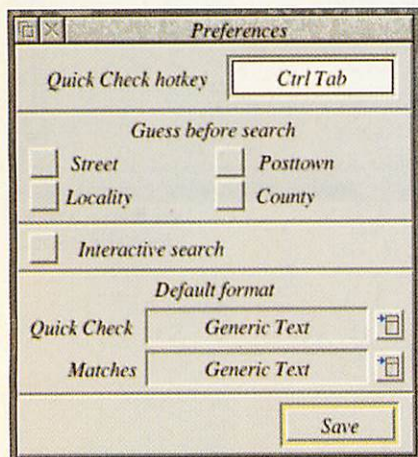 Preferences
Quick Check hotkey Ctrl Tab
Guess before search
Street Posttown
Locality County
Interactive search
Default format
Quick Check Generic Text
Matches Generic Text
Save